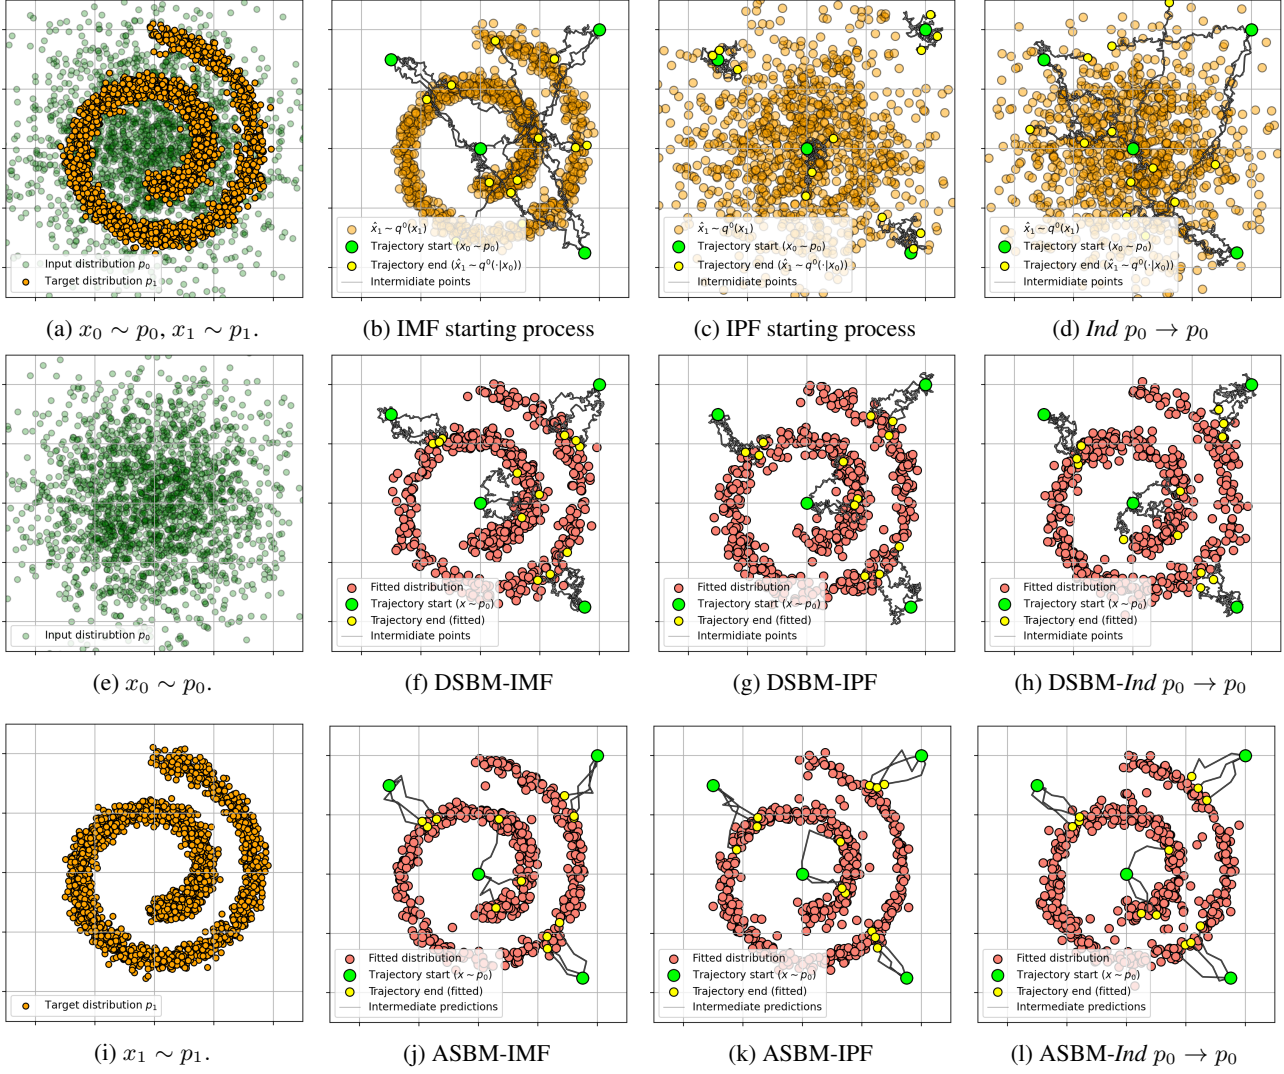 Input distribution p₀
Target distribution p₁
x̂₁ ~ q⁰(x₁)
Trajectory start (x₀ ~ p₀)
Trajectory end (x̂₁ ~ q⁰(·|x₀))
Intermidiate points
x̂₁ ~ q⁰(x₁)
Trajectory start (x₀ ~ p₀)
Trajectory end (x̂₁ ~ q⁰(·|x₀))
Intermidiate points
x̂₁ ~ q⁰(x₁)
Trajectory start (x₀ ~ p₀)
Trajectory end (x̂₁ ~ q⁰(·|x₀))
Intermidiate points
(a) x₀ ∼ p₀, x₁ ∼ p₁.
(b) IMF starting process
(c) IPF starting process
(d) Ind p₀ → p₀
Input distrirubtion p₀
Fitted distribution
Trajectory start (x ~ p₀)
Trajectory end (fitted)
Intermidiate points
Fitted distribution
Trajectory start (x ~ p₀)
Trajectory end (fitted)
Intermidiate points
Fitted distribution
Trajectory start (x ~ p₀)
Trajectory end (fitted)
Intermidiate points
(e) x₀ ∼ p₀.
(f) DSBM-IMF
(g) DSBM-IPF
(h) DSBM-Ind p₀ → p₀
Target distribution p₁
Fitted distribution
Trajectory start (x ~ p₀)
Trajectory end (fitted)
Intermediate predictions
Fitted distribution
Trajectory start (x ~ p₀)
Trajectory end (fitted)
Intermediate predictions
Fitted distribution
Trajectory start (x ~ p₀)
Trajectory end (fitted)
Intermediate predictions
(i) x₁ ∼ p₁.
(j) ASBM-IMF
(k) ASBM-IPF
(l) ASBM-Ind p₀ → p₀